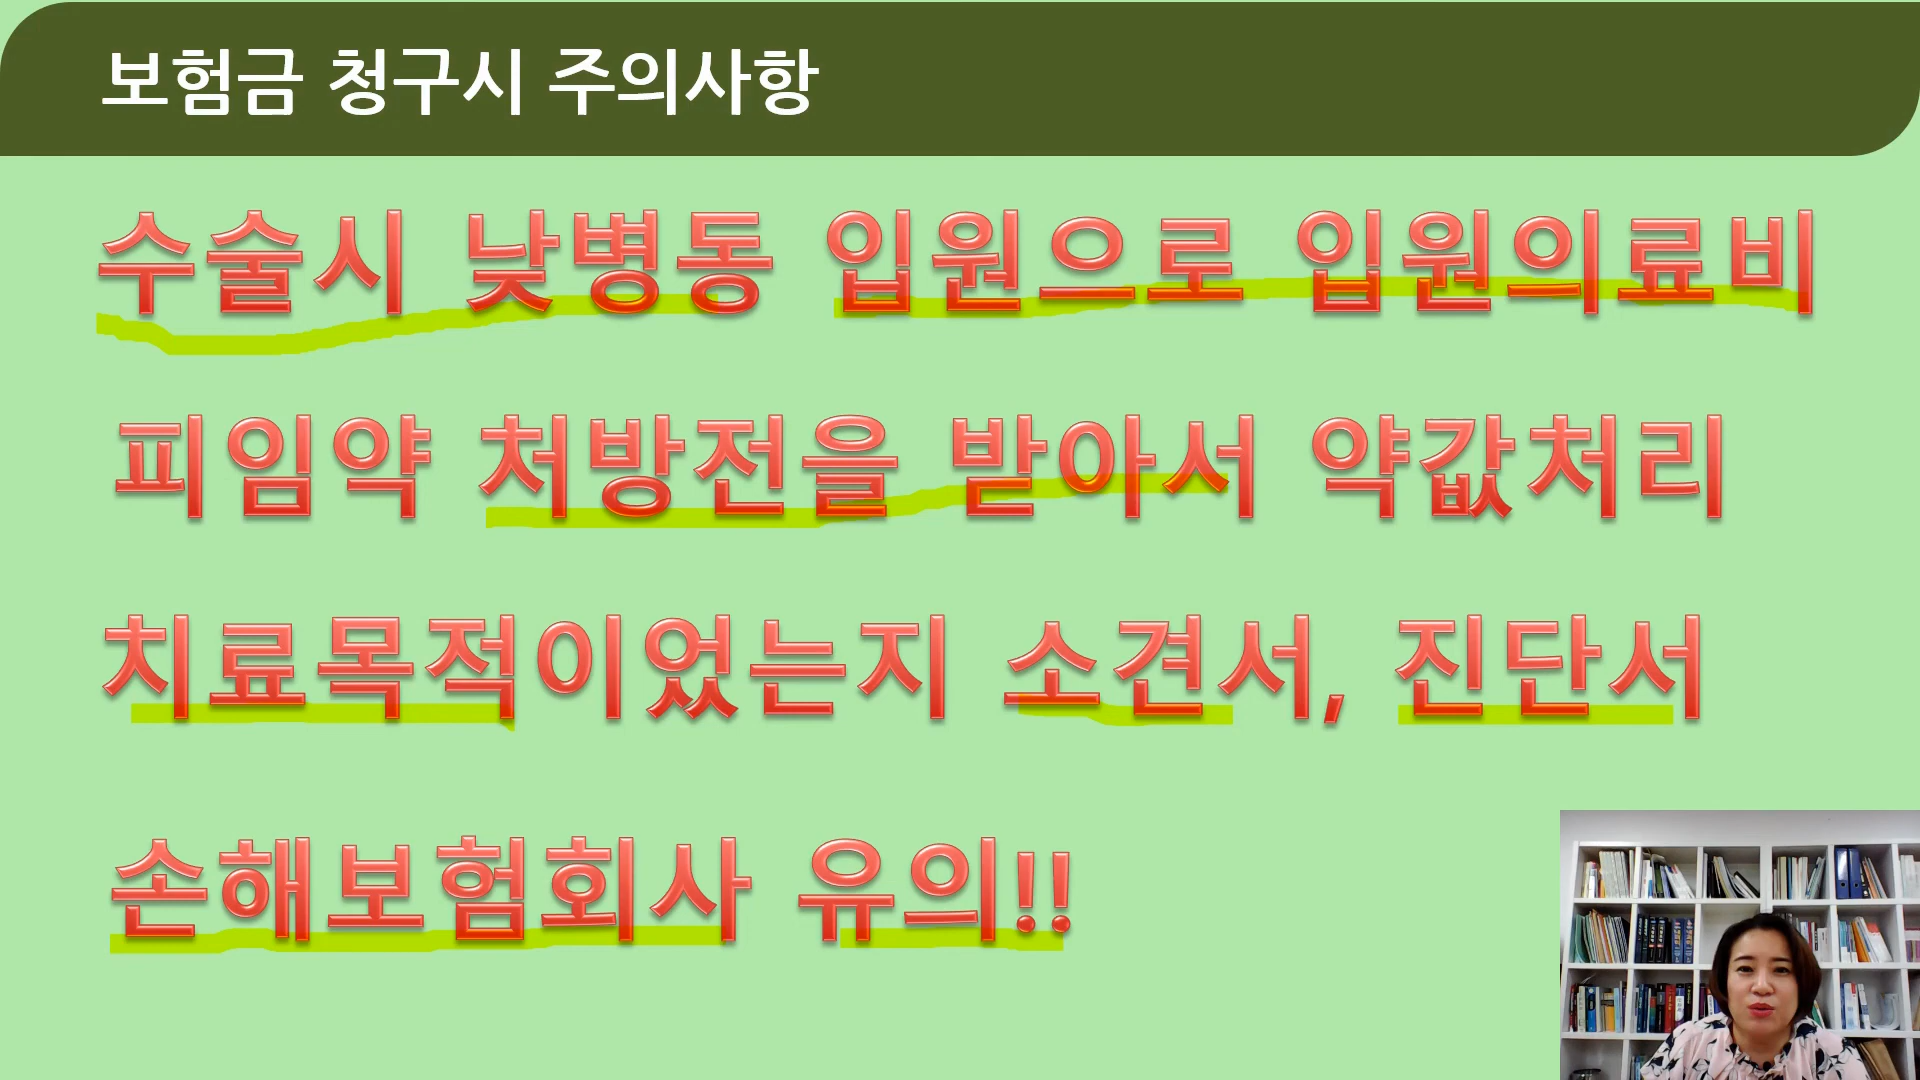 보험금 청구시 주의사항
수술시 낮병동 입원으로 입원의료비
피임약 처방전을 받아서 약값처리
치료목적이었는지 소견서, 진단서
손해보험회사 유의!!